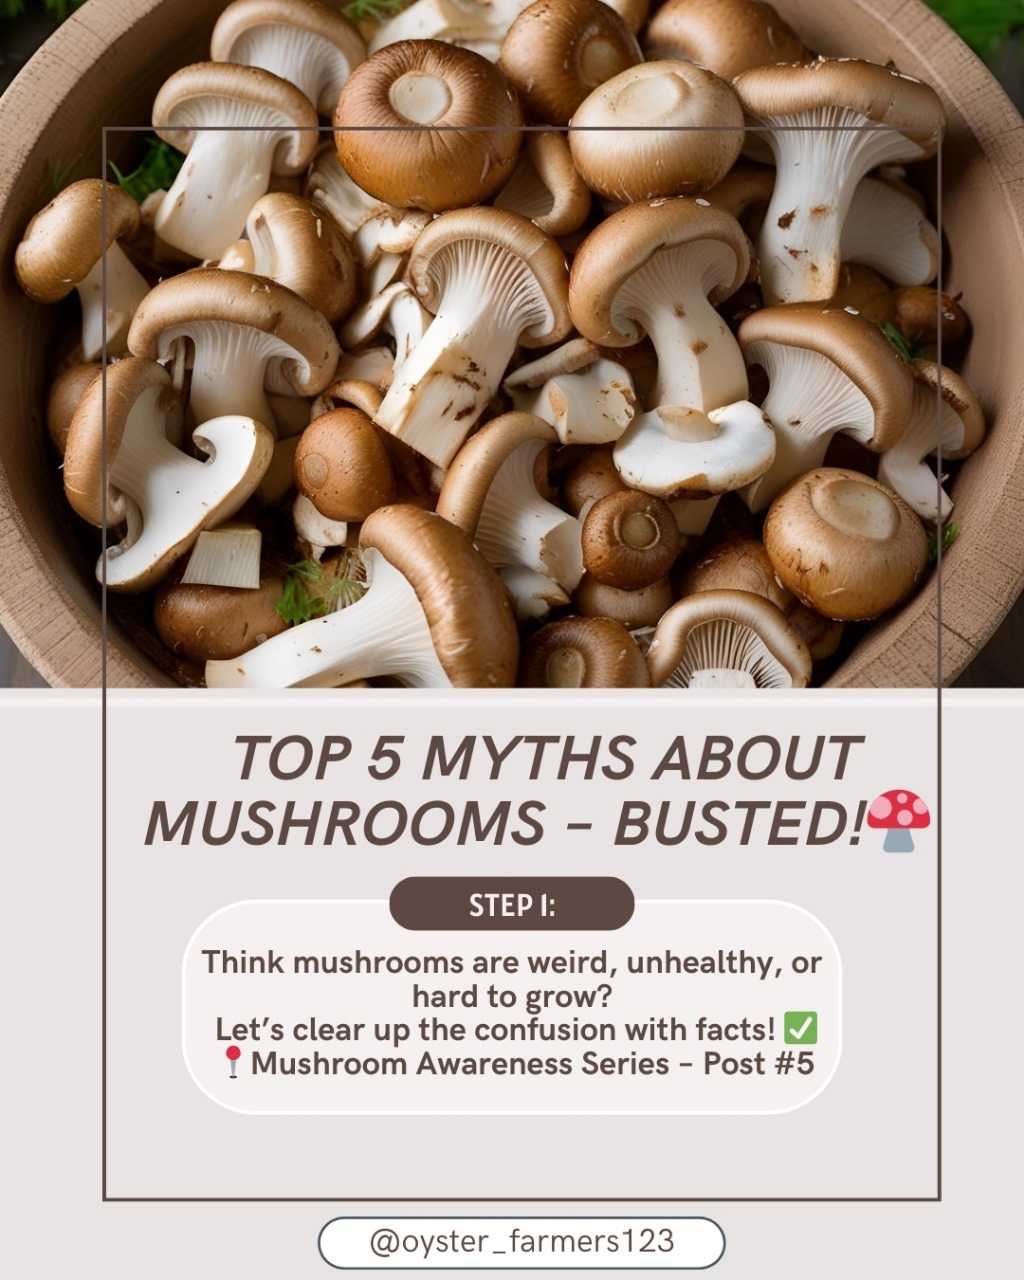 TOP 5 MYTHS ABOUT
MUSHROOMS – BUSTED!🍄
STEP 1:
Think mushrooms are weird, unhealthy, or
hard to grow?
Let’s clear up the confusion with facts! ✅
📍Mushroom Awareness Series – Post #5
@oyster_farmers123